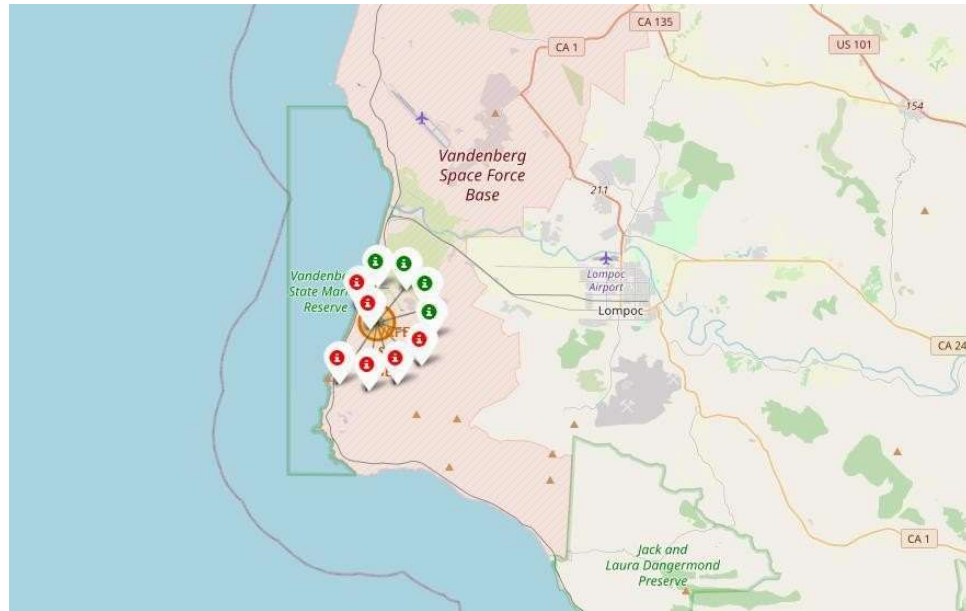 CA 135
CA 1
US 101
154
Vandenberg
Space Force
Base
211
Vandenbe
State Mar
Reserve
Lompoc
Airport
Lompoc
CA 24
CA 1
Jack and
Laura Dangermond
Preserve